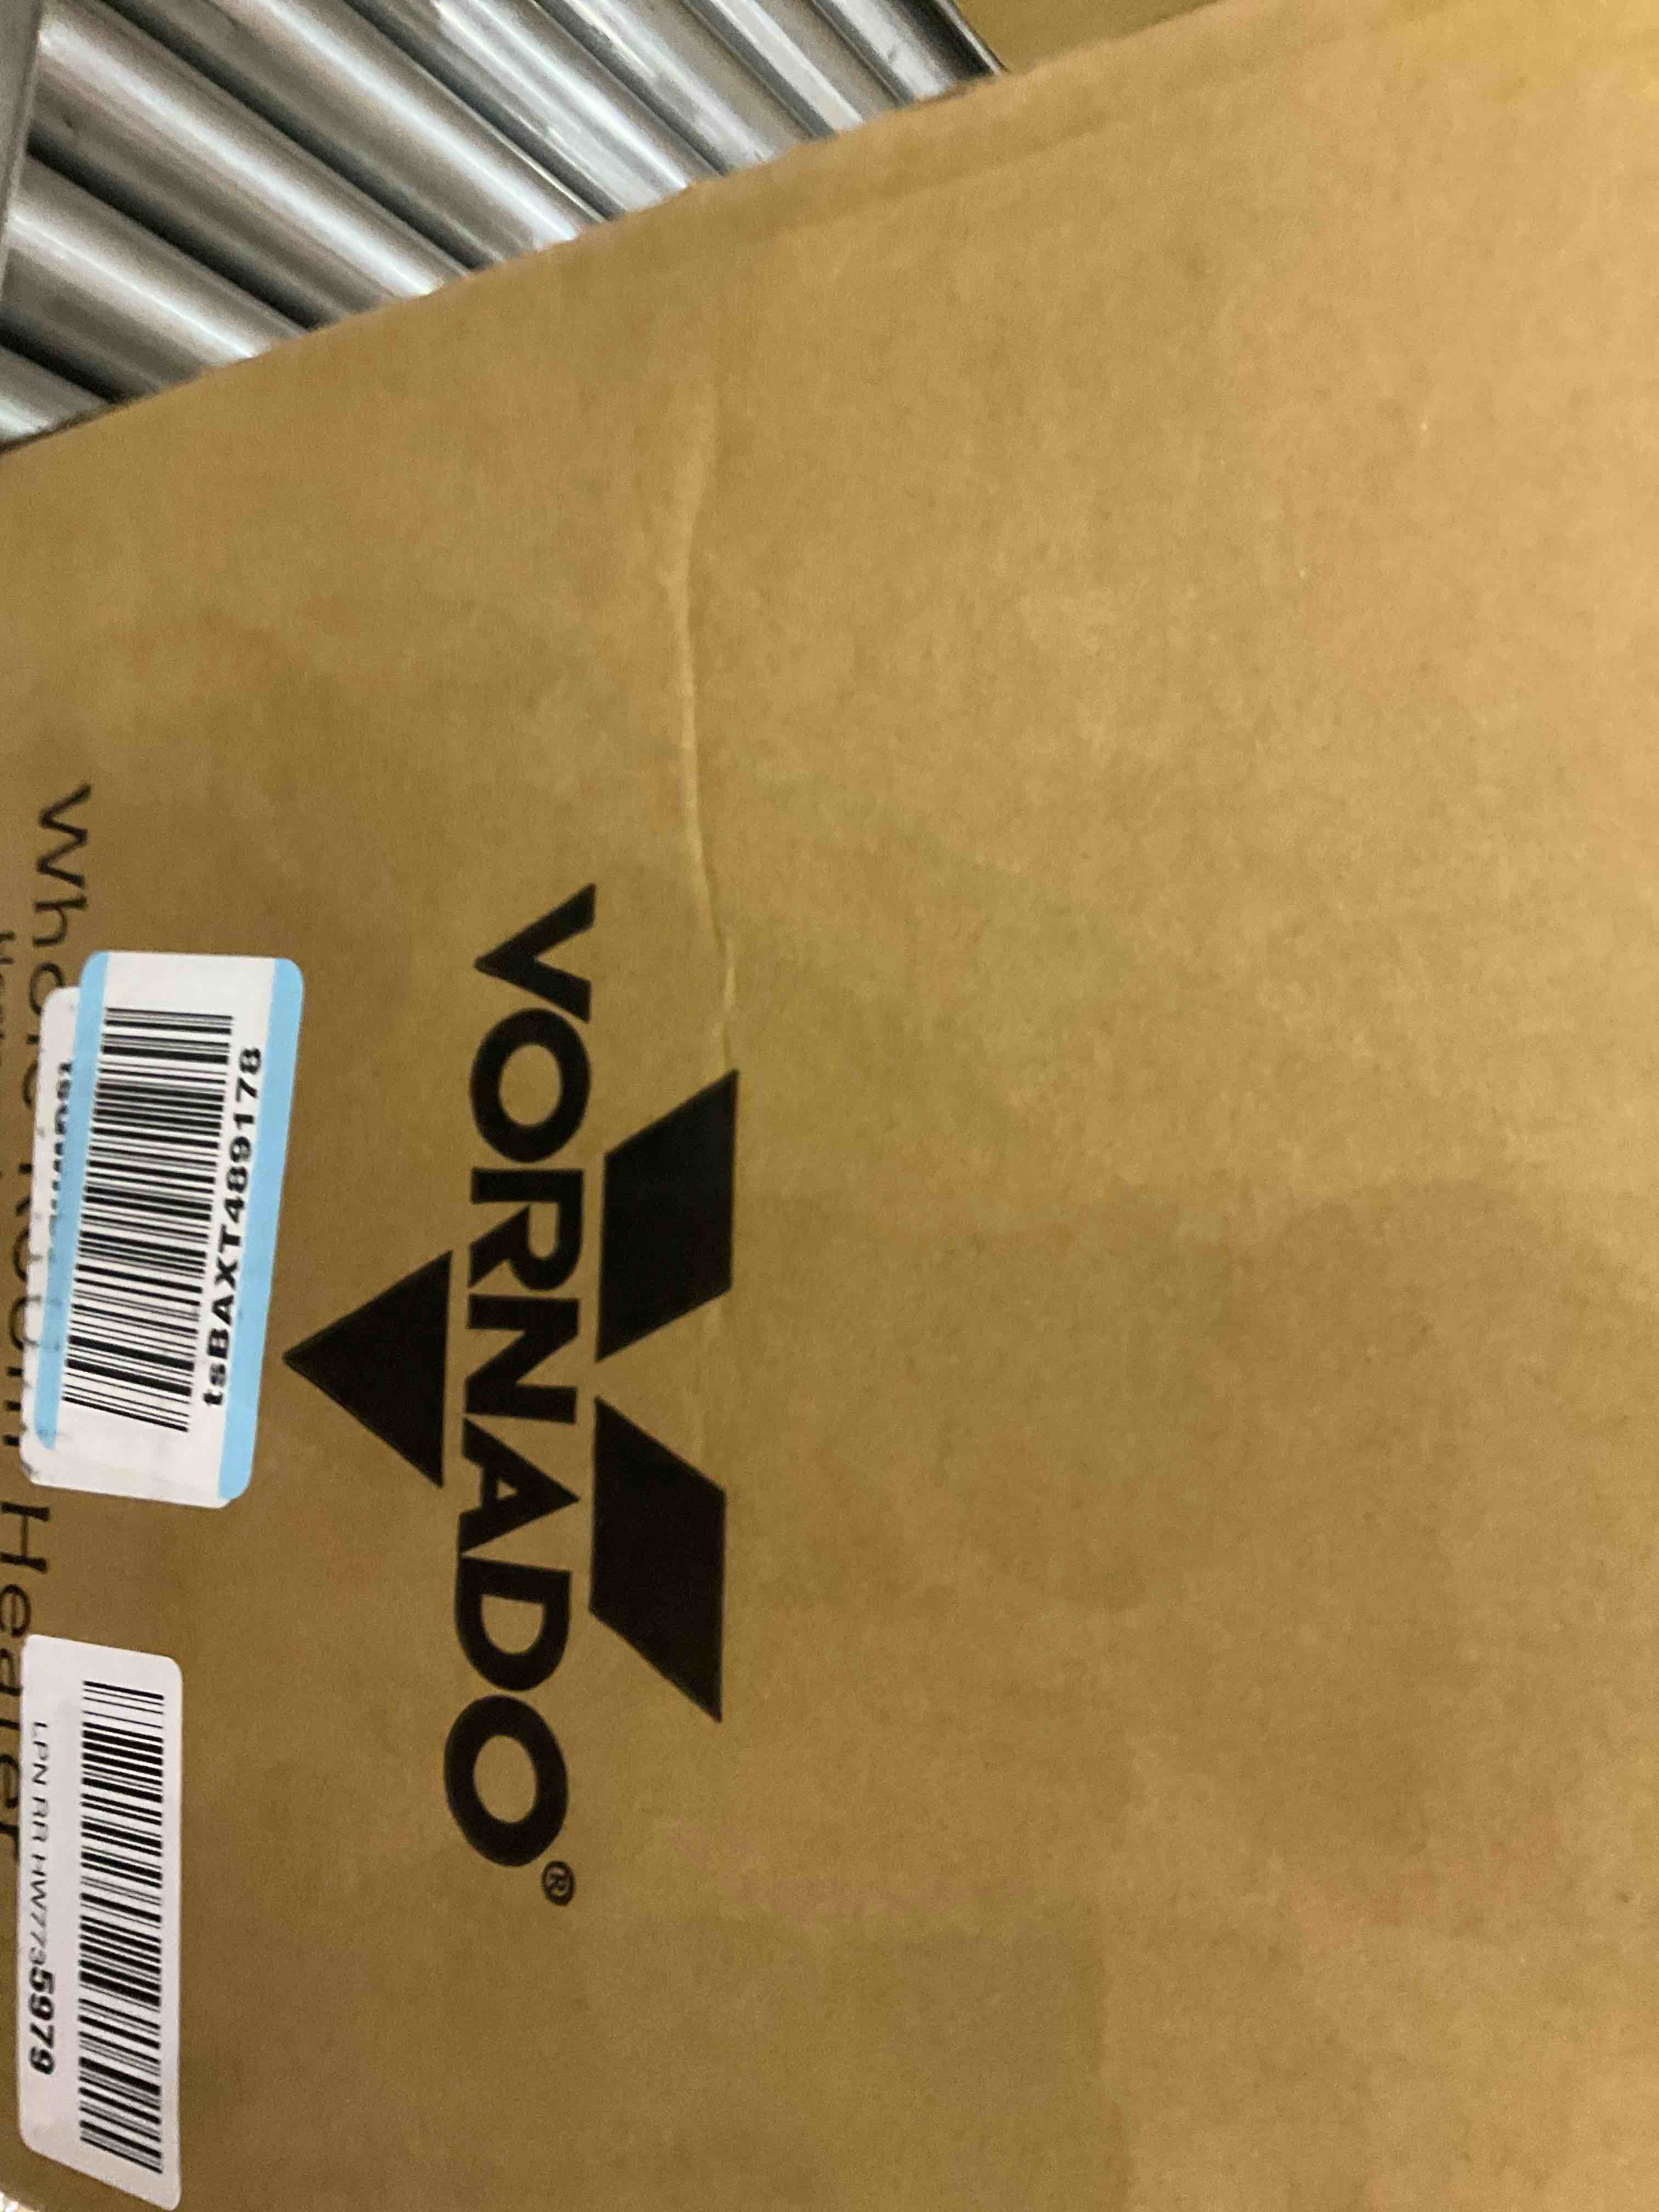 VORNADO®
Whole Room Heater
tsBAXT489178
LPN RR HW7735979